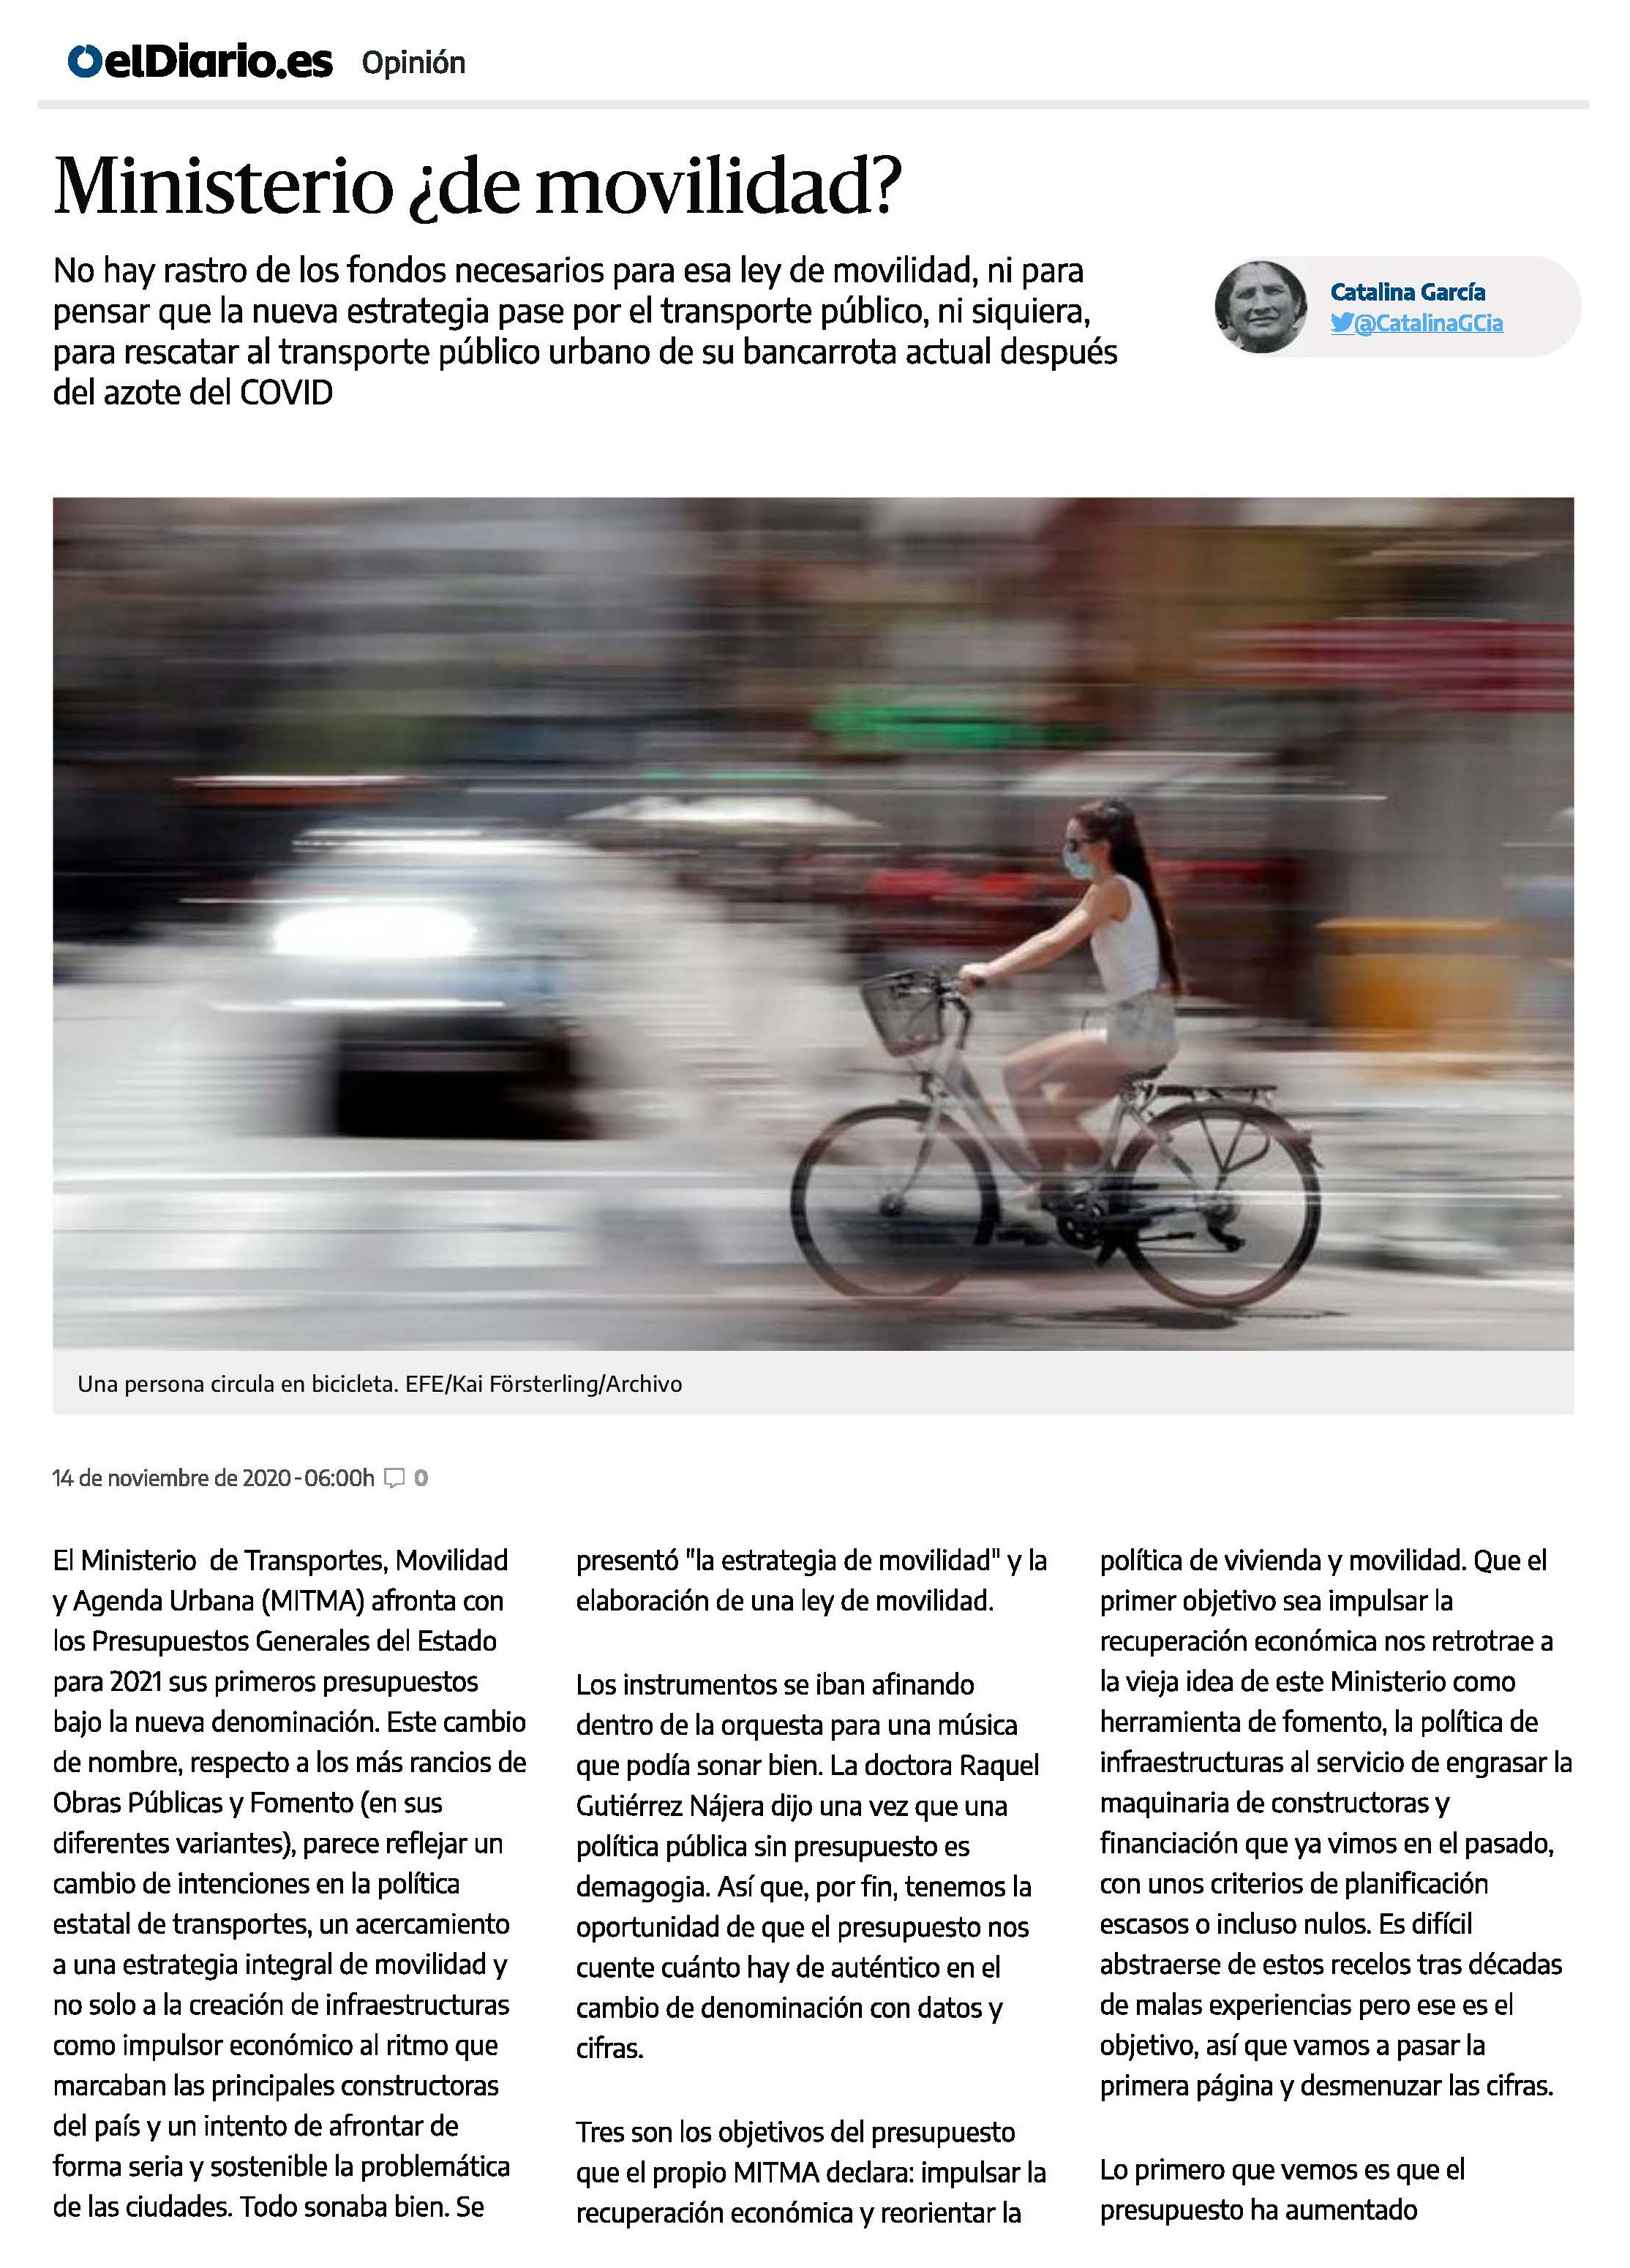 elDiario.es Opinión
Ministerio ¿de movilidad?
No hay rastro de los fondos necesarios para esa ley de movilidad, ni para
pensar que la nueva estrategia pase por el transporte público, ni siquiera,
para rescatar al transporte público urbano de su bancarrota actual después
del azote del COVID
Catalina García
@CatalinaGCia
Una persona circula en bicicleta. EFE/Kai Försterling/Archivo
14 de noviembre de 2020 - 06:00h 0
El Ministerio de Transportes, Movilidad
y Agenda Urbana (MITMA) afronta con
los Presupuestos Generales del Estado
para 2021 sus primeros presupuestos
bajo la nueva denominación. Este cambio
de nombre, respecto a los más rancios de
Obras Públicas y Fomento (en sus
diferentes variantes), parece reflejar un
cambio de intenciones en la política
estatal de transportes, un acercamiento
a una estrategia integral de movilidad y
no solo a la creación de infraestructuras
como impulsor económico al ritmo que
marcaban las principales constructoras
del país y un intento de afrontar de
forma seria y sostenible la problemática
de las ciudades. Todo sonaba bien. Se
presentó "la estrategia de movilidad" y la
elaboración de una ley de movilidad.
Los instrumentos se iban afinando
dentro de la orquesta para una música
que podía sonar bien. La doctora Raquel
Gutiérrez Nájera dijo una vez que una
política pública sin presupuesto es
demagogia. Así que, por fin, tenemos la
oportunidad de que el presupuesto nos
cuente cuánto hay de auténtico en el
cambio de denominación con datos y
cifras.
Tres son los objetivos del presupuesto
que el propio MITMA declara: impulsar la
recuperación económica y reorientar la
política de vivienda y movilidad. Que el
primer objetivo sea impulsar la
recuperación económica nos retrotrae a
la vieja idea de este Ministerio como
herramienta de fomento, la política de
infraestructuras al servicio de engrasar la
maquinaria de constructoras y
financiación que ya vimos en el pasado,
con unos criterios de planificación
escasos o incluso nulos. Es difícil
abstraerse de estos recelos tras décadas
de malas experiencias pero ese es el
objetivo, así que vamos a pasar la
primera página y desmenuzar las cifras.
Lo primero que vemos es que el
presupuesto ha aumentado